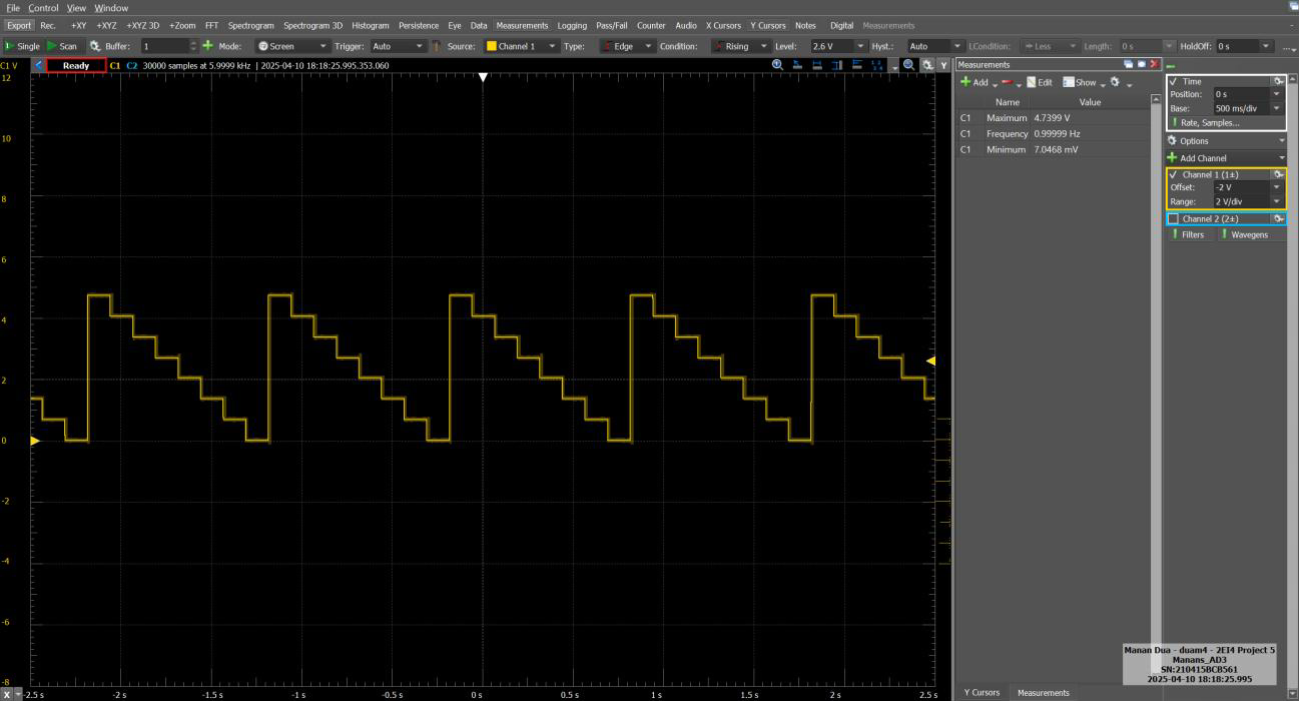 File Control View Window
Export Rec. +XY +XYZ +XYZ 3D +Zoom FFT Spectrogram Spectrogram 3D Histogram Persistence Eye Data Measurements Logging Pass/Fail Counter Audio X Cursors Y Cursors Notes Digital Measurements
Single Scan Buffer: 1 Mode: Screen Trigger: Auto Source: Channel 1 Type: Edge Condition: Rising Level: 2.6 V Hyst.: Auto LCondition: Less Length: 0 s HoldOff: 0 s ...
C1 V Ready C1 C2 30000 samples at 5.9999 kHz | 2025-04-10 18:18:25.995.353.060 Y
12
10
8
6
4
2
0
-2
-4
-6
-8
X -2.5 s -2 s -1.5 s -1 s -0.5 s 0 s 0.5 s 1 s 1.5 s 2 s 2.5 s
Measurements
Add Edit Show
Name Value
C1 Maximum 4.7399 V
C1 Frequency 0.99999 Hz
C1 Minimum 7.0468 mV
Y Cursors Measurements
Time
Position: 0 s
Base: 500 ms/div
Rate, Samples...
Options
Add Channel
Channel 1 (1±)
Offset: -2 V
Range: 2 V/div
Channel 2 (2±)
Filters Wavegens
Manan Dua - duam4 - 2EI4 Project 5
Manans_AD3
SN:210415BCB561
2025-04-10 18:18:25.995